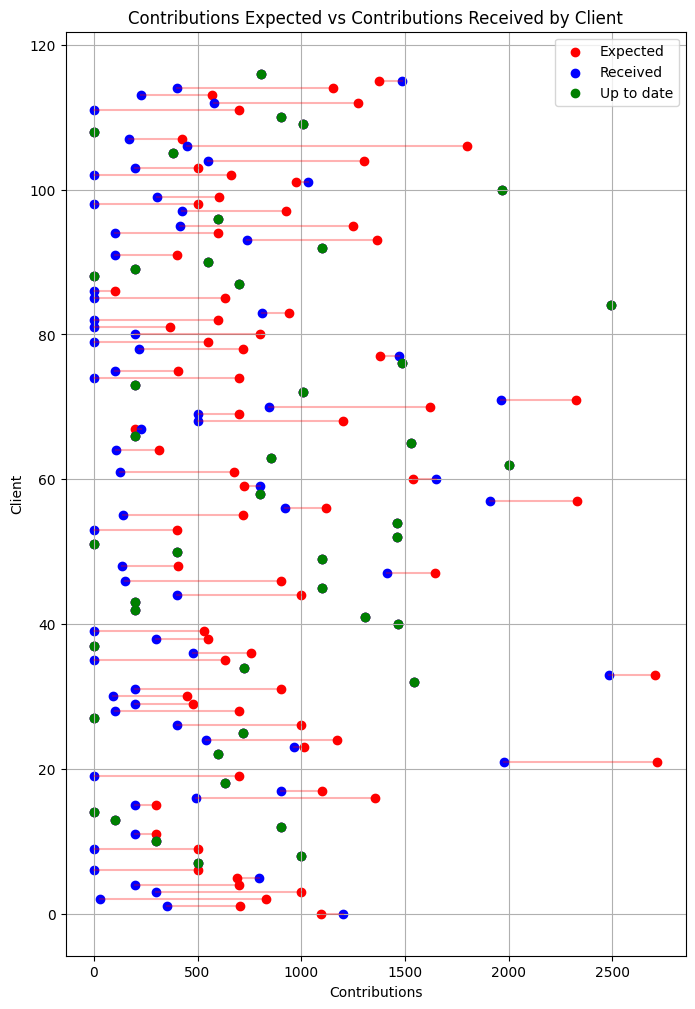 Contributions Expected vs Contributions Received by Client
Expected
Received
Up to date
120
100
80
60
40
20
0
Client
0 500 1000 1500 2000 2500
Contributions